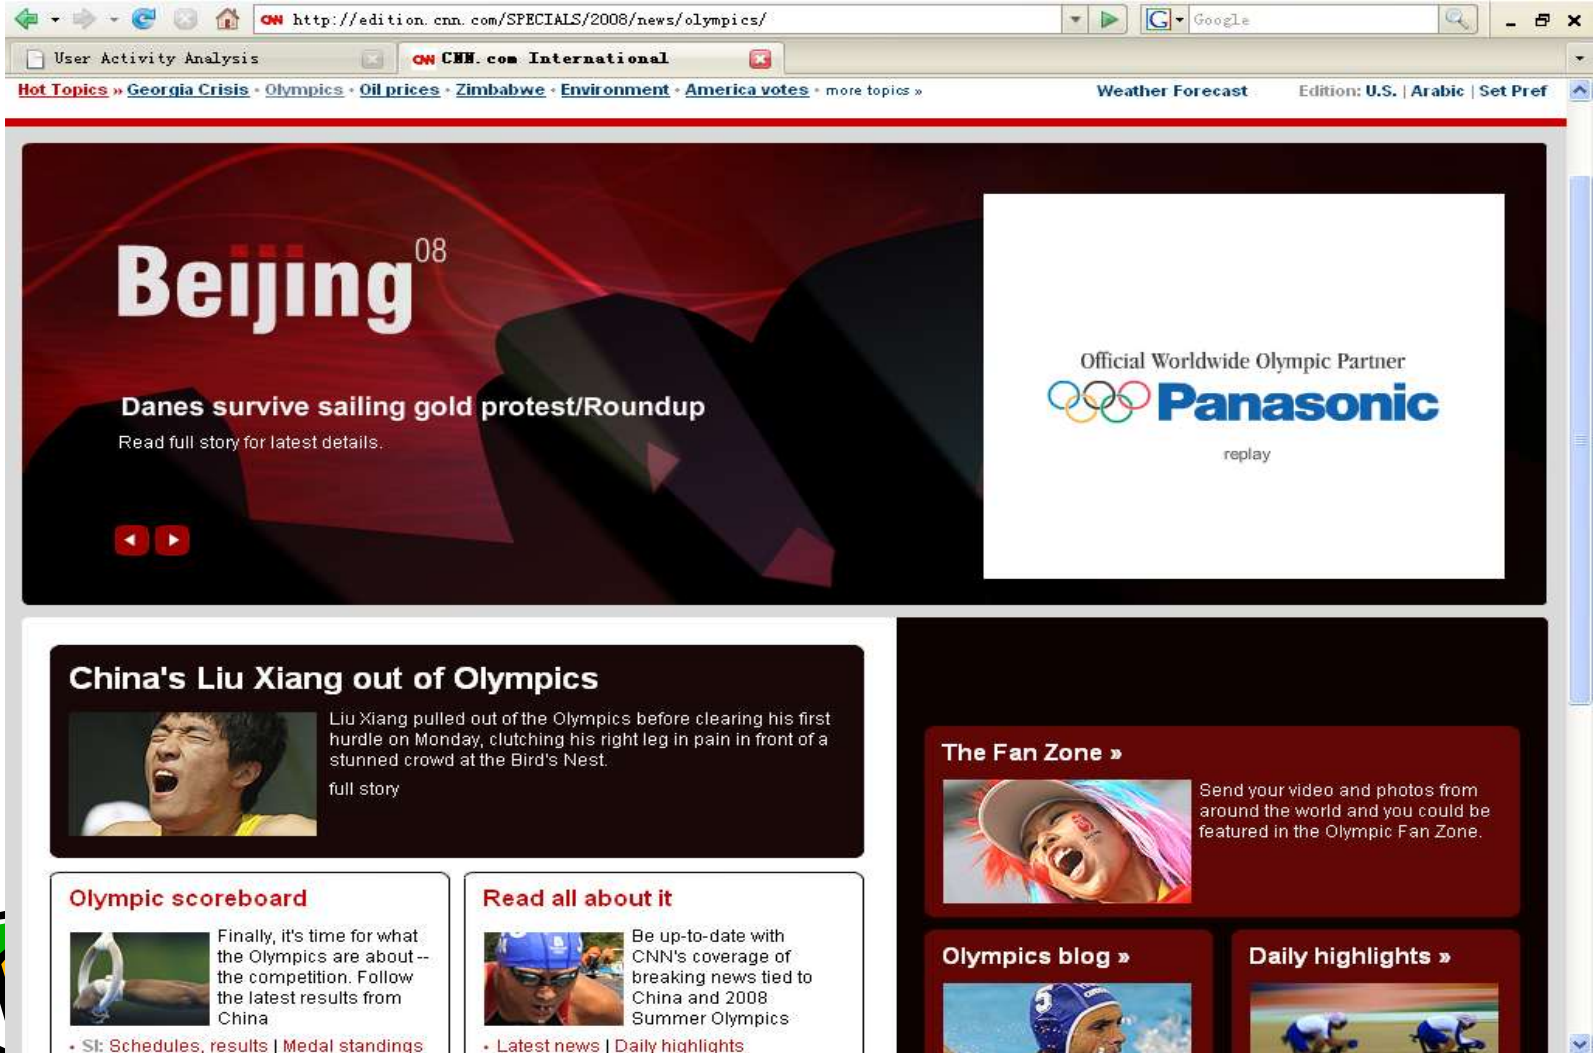 CNN http://edition.cnn.com/SPECIALS/2008/news/olympics/
G Google
User Activity Analysis
CNN CNN.com International
Hot Topics » Georgia Crisis • Olympics • Oil prices • Zimbabwe • Environment • America votes • more topics »
Weather Forecast
Edition: U.S. | Arabic | Set Pref
Beijing 08
Danes survive sailing gold protest/Roundup
Read full story for latest details.
Official Worldwide Olympic Partner
Panasonic
replay
China's Liu Xiang out of Olympics
Liu Xiang pulled out of the Olympics before clearing his first
hurdle on Monday, clutching his right leg in pain in front of a
stunned crowd at the Bird's Nest.
full story
The Fan Zone »
Send your video and photos from
around the world and you could be
featured in the Olympic Fan Zone.
Olympic scoreboard
Finally, it's time for what
the Olympics are about --
the competition. Follow
the latest results from
China
• SI: Schedules, results | Medal standings
Read all about it
Be up-to-date with
CNN's coverage of
breaking news tied to
China and 2008
Summer Olympics
• Latest news | Daily highlights
Olympics blog »
5
Daily highlights »